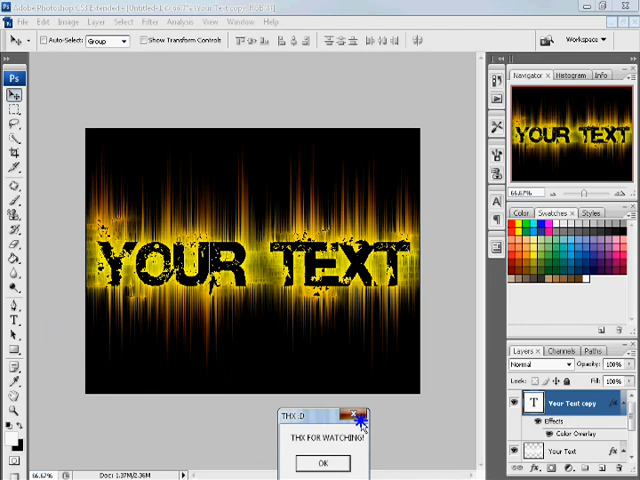 Adobe Photoshop CS3 Extended - [Untitled-1 @ 66,7% (Your Text copy, RGB/8)]
File Edit Image Layer Select Filter Analysis View Window Help
Auto-Select: Group Show Transform Controls Workspace
Ps
Navigator Histogram Info
YOUR TEXT
66.67%
Color Swatches Styles
YOUR TEXT
Layers Channels Paths
Normal Opacity: 100%
Lock: Fill: 100%
T Your Text copy fx
Effects
Color Overlay
Your Text
THX :D
THX FOR WATCHING!
OK
66.67% Doc: 1.37M/2.36M